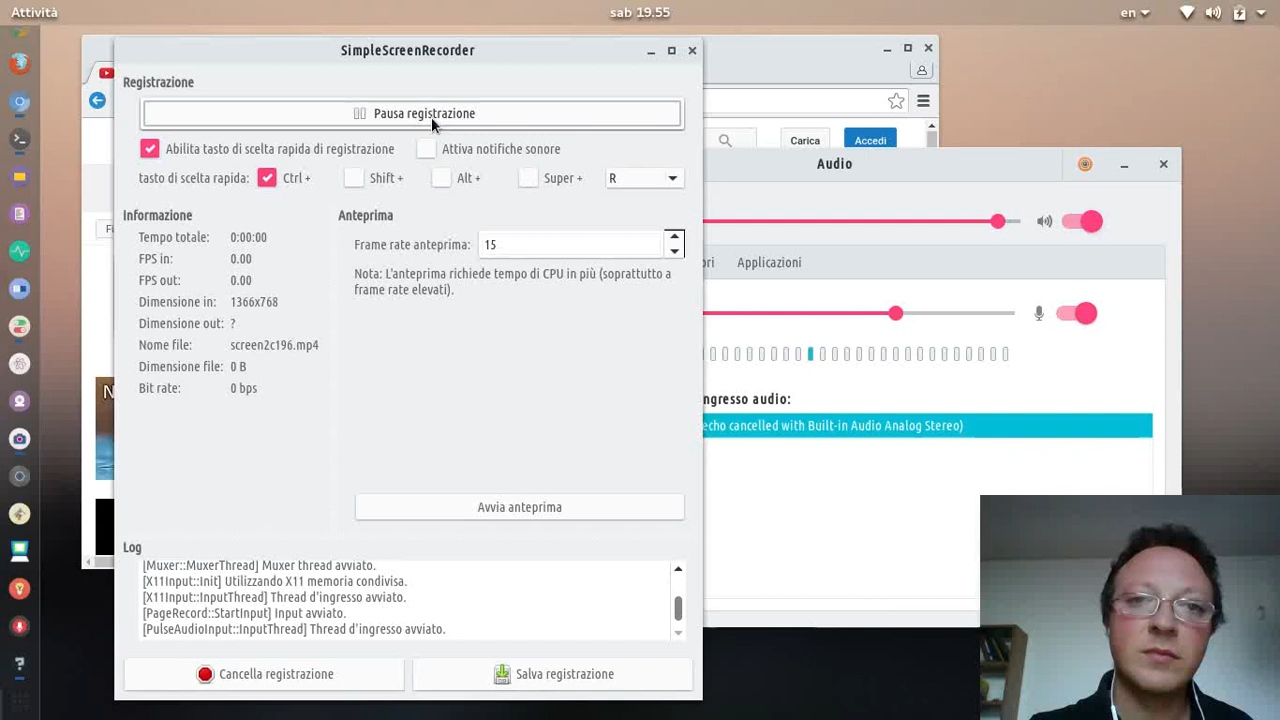 Attività
sab 19.55
en
SimpleScreenRecorder
Registrazione
Pausa registrazione
Abilita tasto di scelta rapida di registrazione
Attiva notifiche sonore
tasto di scelta rapida:
Ctrl +
Shift +
Alt +
Super +
R
Informazione
Tempo totale: 0:00:00
FPS in: 0.00
FPS out: 0.00
Dimensione in: 1366x768
Dimensione out: ?
Nome file: screen2c196.mp4
Dimensione file: 0 B
Bit rate: 0 bps
Anteprima
Frame rate anteprima: 15
Nota: L'anteprima richiede tempo di CPU in più (soprattutto a
frame rate elevati).
Avvia anteprima
Log
[Muxer::MuxerThread] Muxer thread avviato.
[X11Input::Init] Utilizzando X11 memoria condivisa.
[X11Input::InputThread] Thread d'ingresso avviato.
[PageRecord::StartInput] Input avviato.
[PulseAudioInput::InputThread] Thread d'ingresso avviato.
Cancella registrazione
Salva registrazione
Carica
Accedi
Fi
N
Audio
ori
Applicazioni
ngresso audio:
echo cancelled with Built-in Audio Analog Stereo)